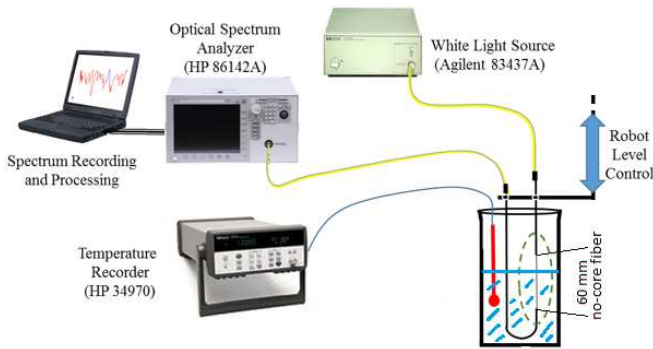 Optical Spectrum
Analyzer
(HP 86142A)
White Light Source
(Agilent 83437A)
Spectrum Recording
and Processing
Robot
Level
Control
Temperature
Recorder
(HP 34970)
60 mm
no-core fiber